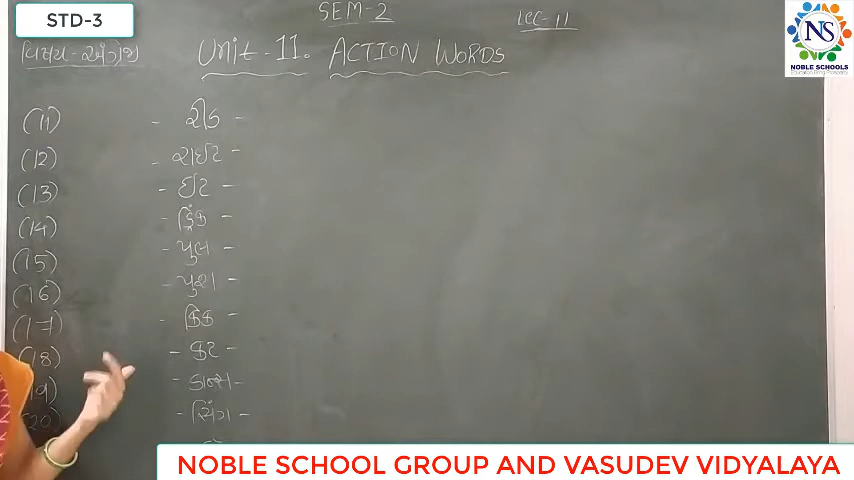 STD-3
SEM-2
LEC-11
NS
NOBLE SCHOOLS
વિષય - અંગ્રેજી
Unit-11. ACTION WORDS
(11) - રીડ -
(12) - રાઈટ -
(13) - ઈટ -
(14) - ડ્રિંક -
(15) - પુલ -
(16) - પુશ -
(17) - કિક -
(18) - કટ -
(19) - ડાન્સ -
(20) - સિંગ -
NOBLE SCHOOL GROUP AND VASUDEV VIDYALAYA